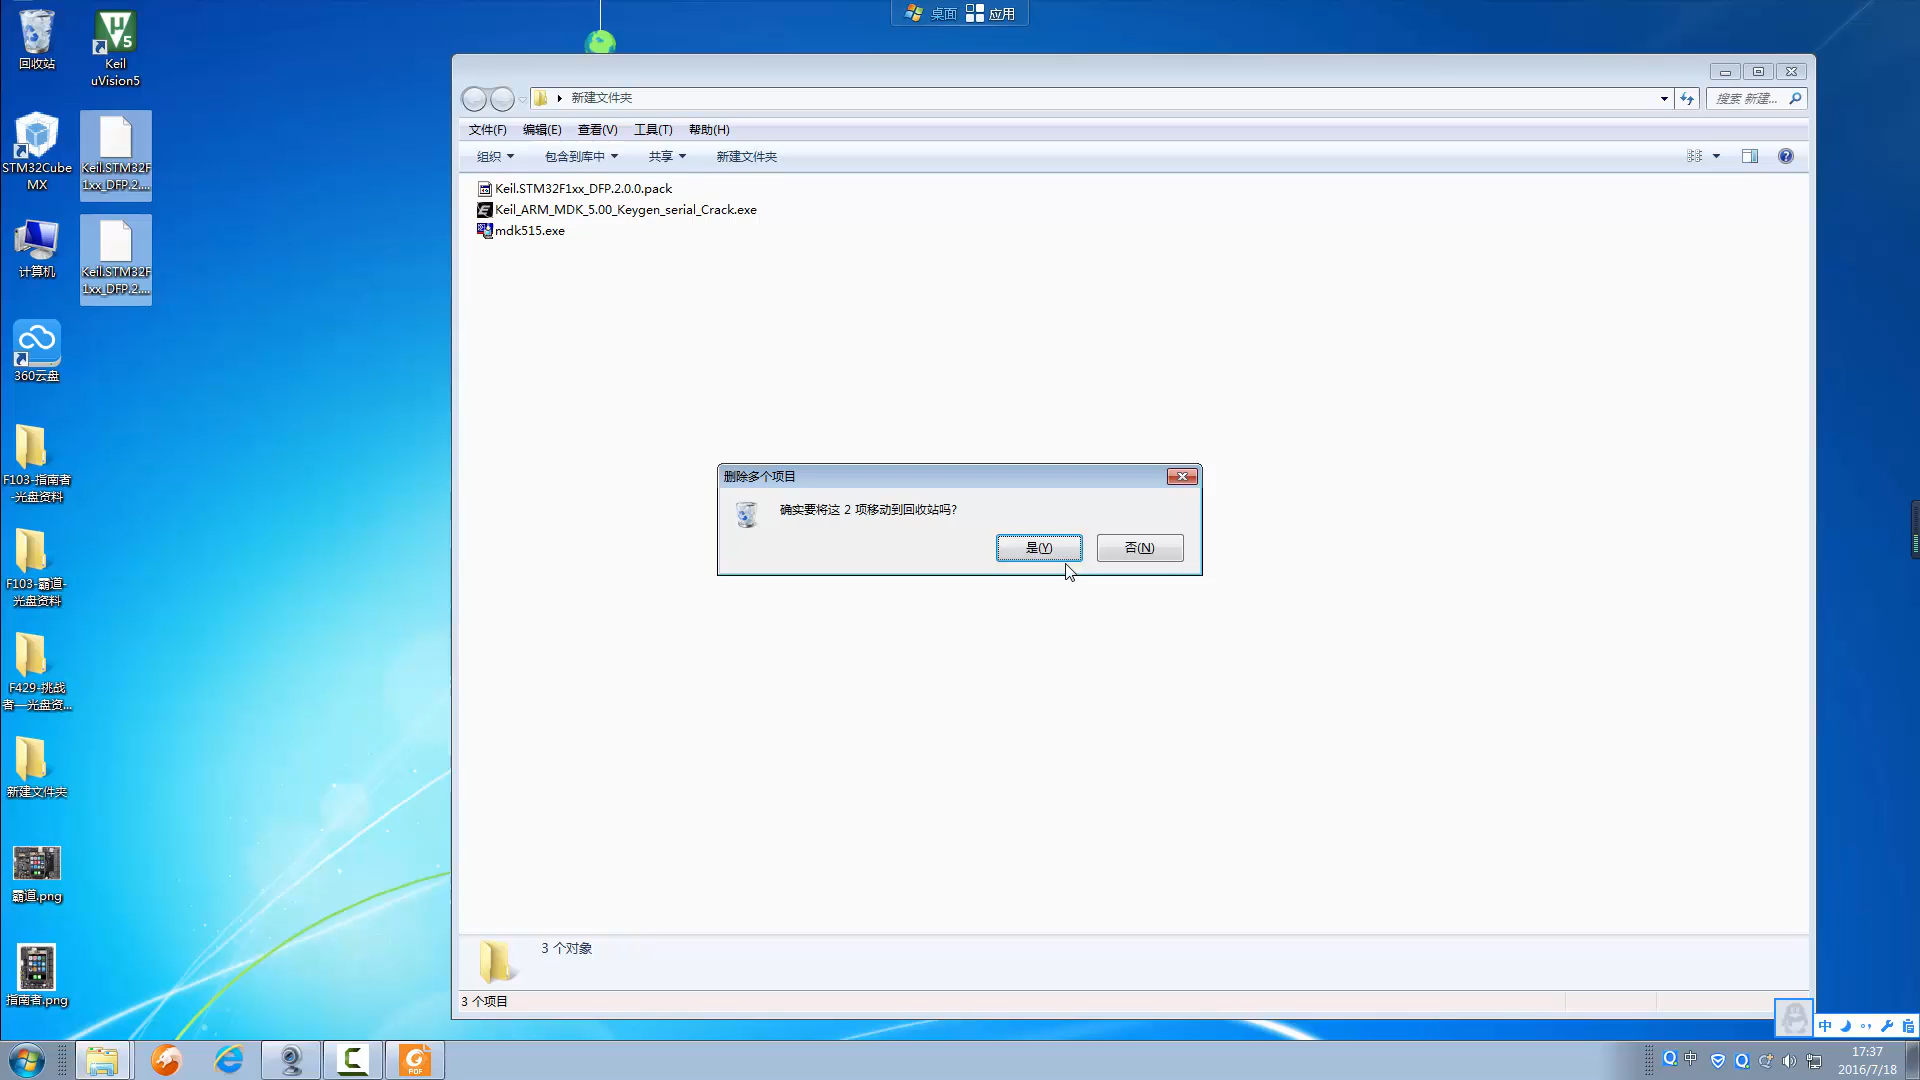 桌面 应用
回收站
Keil
uVision5
STM32Cube
MX
Keil.STM32F
1xx_DFP.2....
计算机
Keil.STM32F
1xx_DFP.2....
360云盘
F103-指南者
-光盘资料
F103-霸道-
光盘资料
F429-挑战
者—光盘资...
新建文件夹
霸道.png
指南者.png
新建文件夹
搜索 新建...
文件(F) 编辑(E) 查看(V) 工具(T) 帮助(H)
组织 包含到库中 共享 新建文件夹
Keil.STM32F1xx_DFP.2.0.0.pack
Keil_ARM_MDK_5.00_Keygen_serial_Crack.exe
mdk515.exe
删除多个项目
确实要将这 2 项移动到回收站吗?
是(Y) 否(N)
3 个对象
3 个项目
中
PDF
中
17:37
2016/7/18